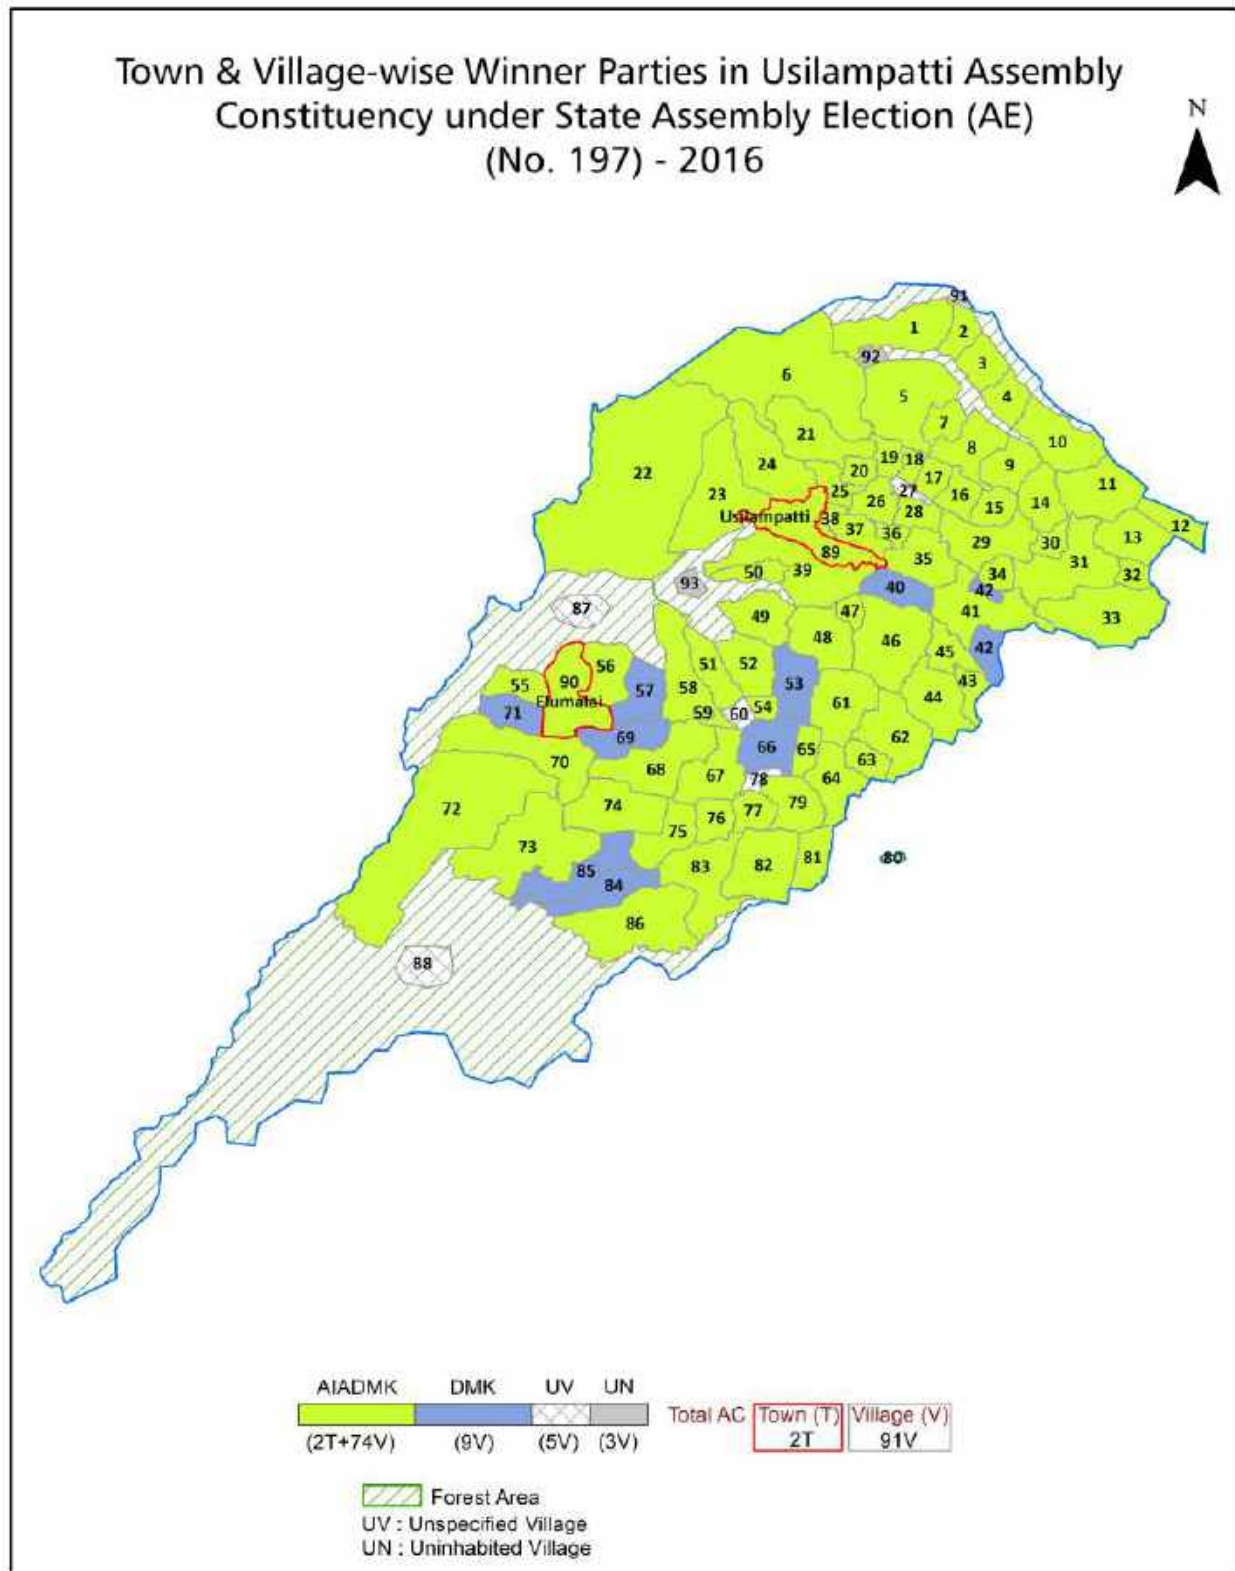 Town & Village-wise Winner Parties in Usilampatti Assembly
Constituency under State Assembly Election (AE)
(No. 197) - 2016
N
91
1 2
92 3
6
5 4
7
21 8 10
24 19 18 9
22 20 17 11
23 25 26 27 16 14
Usilampatti 38 37 28 15 12
36 29 13
89 35 30 31
50 39 34 32
93 40 42
87 49 47 41 33
48 46
56 51 52 45 42
55 90 57 58 53 43
Elumalai 59 60 54 61 44
71 69 66 65 62
70 68 67 78 64 63
72 74 76 77 79
73 75
85 83 82 81 80
84
86
88
AIADMK DMK UV UN
(2T+74V) (9V) (5V) (3V)
Total AC Town (T) Village (V)
2T 91V
Forest Area
UV : Unspecified Village
UN : Uninhabited Village